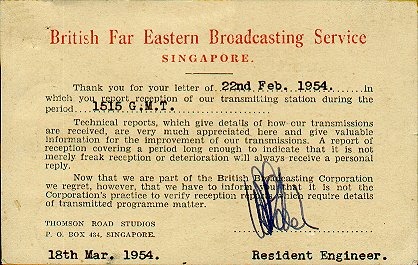 British Far Eastern Broadcasting Service
SINGAPORE.
Thank you for your letter of 22nd Feb. 1954. in
which you report reception of our transmitting station during the
period 1515 G.M.T.
Technical reports, which give details of how our transmissions
are received, are very much appreciated here and give valuable
information for the improvement of our transmissions. A report of
reception covering a period long enough to indicate that it is not
merely freak reception or deterioration will always receive a personal
reply.
Now that we are part of the British Broadcasting Corporation
we regret, however, that we have to inform you that it is not the
Corporation's practice to verify reception reports which require details
of transmitted programme matter.
THOMSON ROAD STUDIOS
P. O. BOX 434, SINGAPORE.
18th Mar. 1954. Resident Engineer.